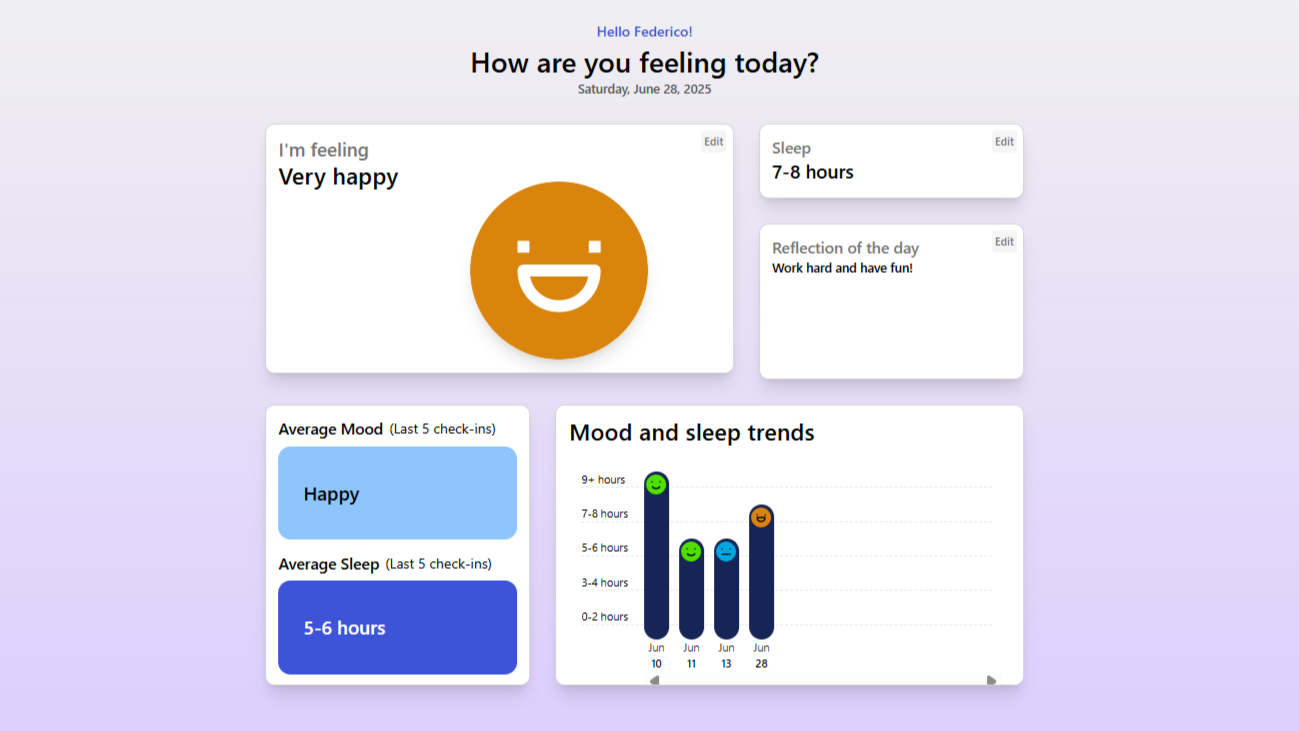 Hello Federico!
How are you feeling today?
Saturday, June 28, 2025
I'm feeling
Edit
Very happy
Sleep
Edit
7-8 hours
Reflection of the day
Edit
Work hard and have fun!
Average Mood (Last 5 check-ins)
Happy
Average Sleep (Last 5 check-ins)
5-6 hours
Mood and sleep trends
9+ hours
7-8 hours
5-6 hours
3-4 hours
0-2 hours
Jun Jun Jun Jun
10 11 13 28